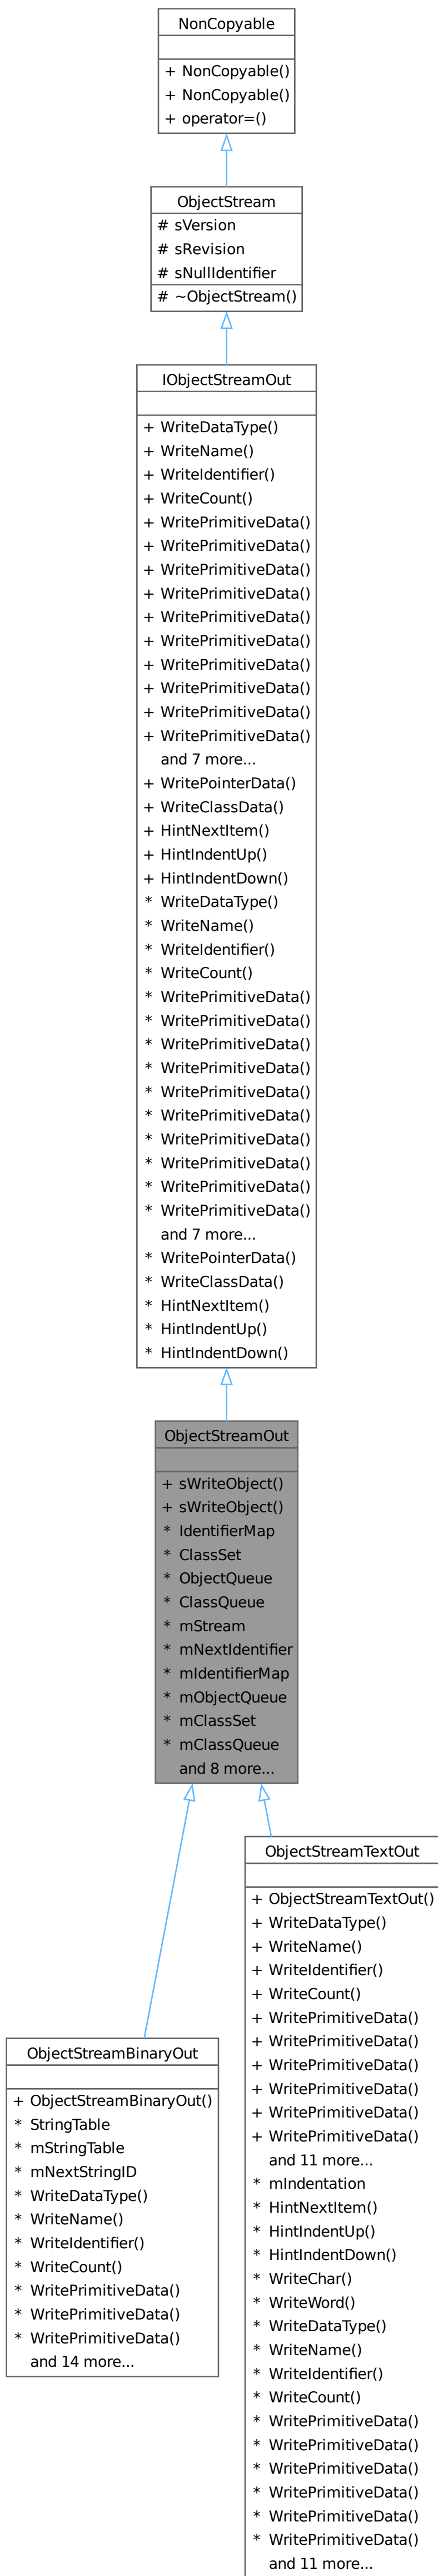 NonCopyable
+ NonCopyable()
+ NonCopyable()
+ operator=()
ObjectStream
# sVersion
# sRevision
# sNullIdentifier
# ~ObjectStream()
IObjectStreamOut
+ WriteDataType()
+ WriteName()
+ WriteIdentifier()
+ WriteCount()
+ WritePrimitiveData()
+ WritePrimitiveData()
+ WritePrimitiveData()
+ WritePrimitiveData()
+ WritePrimitiveData()
+ WritePrimitiveData()
+ WritePrimitiveData()
+ WritePrimitiveData()
+ WritePrimitiveData()
+ WritePrimitiveData()
and 7 more...
+ WritePointerData()
+ WriteClassData()
+ HintNextItem()
+ HintIndentUp()
+ HintIndentDown()
* WriteDataType()
* WriteName()
* WriteIdentifier()
* WriteCount()
* WritePrimitiveData()
* WritePrimitiveData()
* WritePrimitiveData()
* WritePrimitiveData()
* WritePrimitiveData()
* WritePrimitiveData()
* WritePrimitiveData()
* WritePrimitiveData()
* WritePrimitiveData()
* WritePrimitiveData()
and 7 more...
* WritePointerData()
* WriteClassData()
* HintNextItem()
* HintIndentUp()
* HintIndentDown()
ObjectStreamOut
+ sWriteObject()
+ sWriteObject()
* IdentifierMap
* ClassSet
* ObjectQueue
* ClassQueue
* mStream
* mNextIdentifier
* mIdentifierMap
* mObjectQueue
* mClassSet
* mClassQueue
and 8 more...
ObjectStreamTextOut
+ ObjectStreamTextOut()
+ WriteDataType()
+ WriteName()
+ WriteIdentifier()
+ WriteCount()
+ WritePrimitiveData()
+ WritePrimitiveData()
+ WritePrimitiveData()
+ WritePrimitiveData()
+ WritePrimitiveData()
+ WritePrimitiveData()
and 11 more...
* mIndentation
* HintNextItem()
* HintIndentUp()
* HintIndentDown()
* WriteChar()
* WriteWord()
* WriteDataType()
* WriteName()
* WriteIdentifier()
* WriteCount()
* WritePrimitiveData()
* WritePrimitiveData()
* WritePrimitiveData()
* WritePrimitiveData()
* WritePrimitiveData()
* WritePrimitiveData()
and 11 more...
ObjectStreamBinaryOut
+ ObjectStreamBinaryOut()
* StringTable
* mStringTable
* mNextStringID
* WriteDataType()
* WriteName()
* WriteIdentifier()
* WriteCount()
* WritePrimitiveData()
* WritePrimitiveData()
* WritePrimitiveData()
and 14 more...